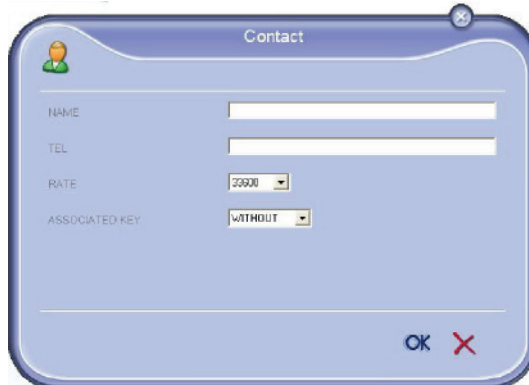 Contact
NAME
TEL
RATE 33600
ASSOCIATED KEY WITHOUT
OK